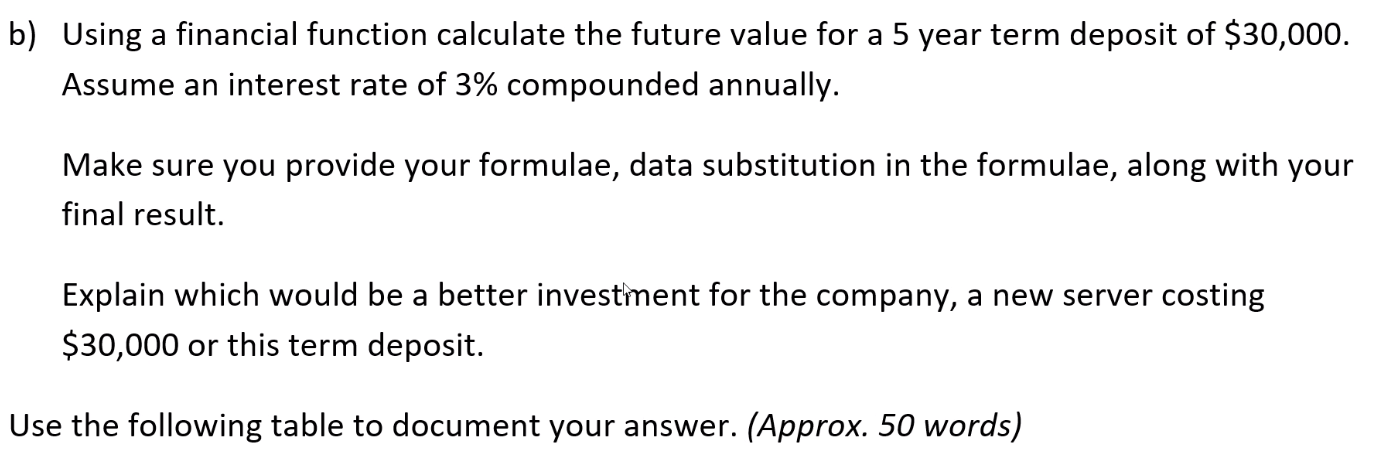 b) Using a financial function calculate the future value for a 5 year term deposit of $30,000.
Assume an interest rate of 3% compounded annually.
Make sure you provide your formulae, data substitution in the formulae, along with your
final result.
Explain which would be a better investment for the company, a new server costing
$30,000 or this term deposit.
Use the following table to document your answer. (Approx. 50 words)